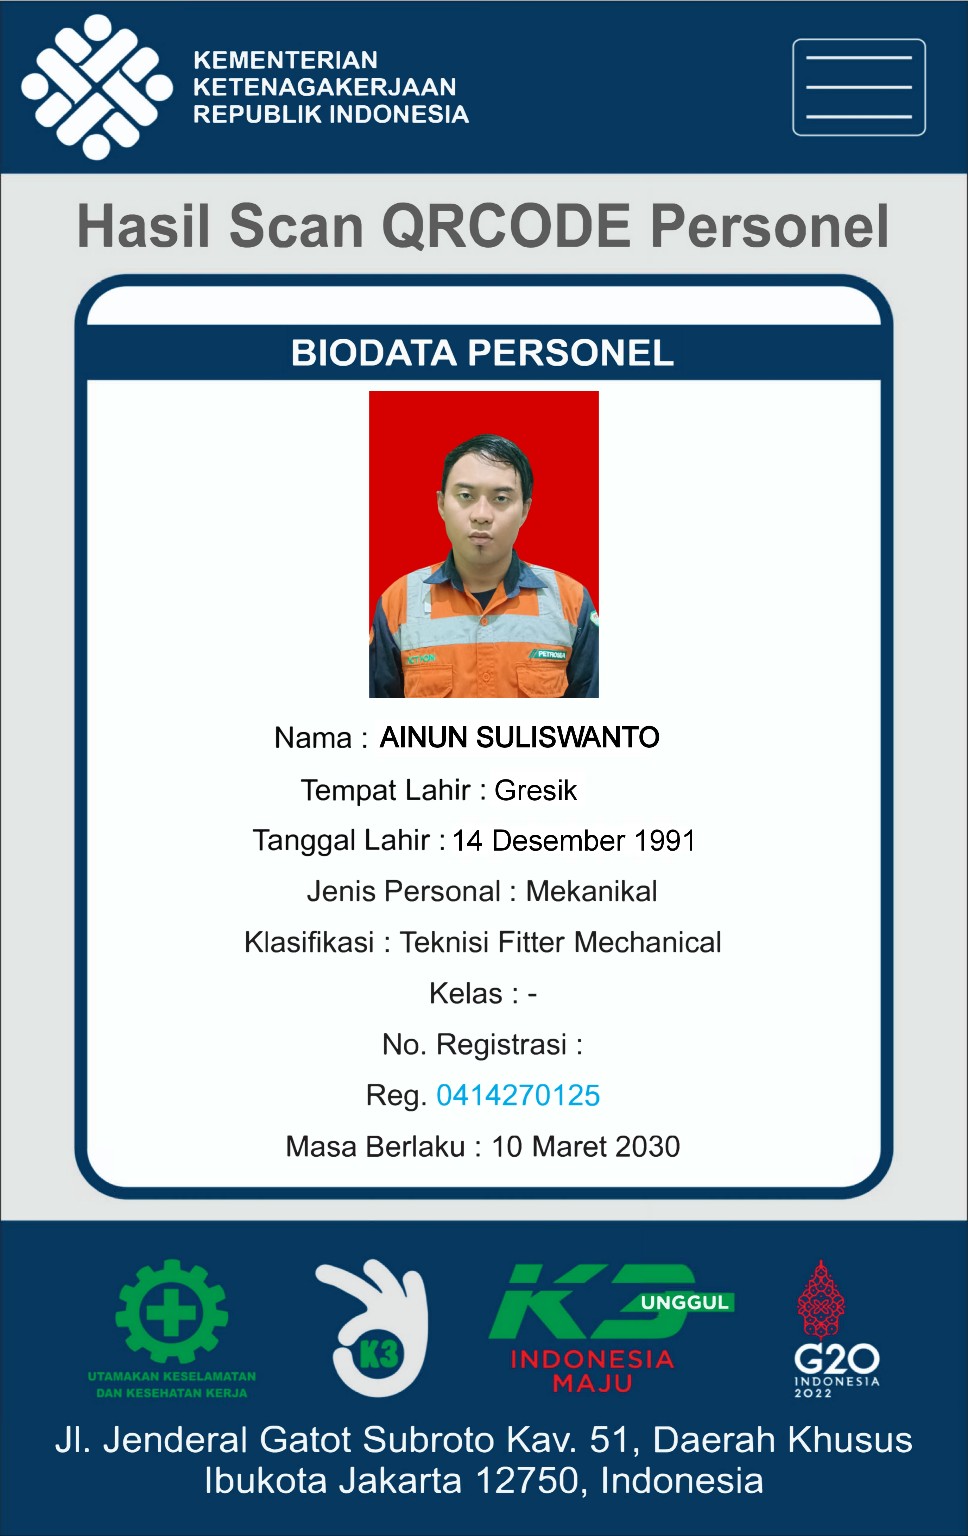 KEMENTERIAN
KETENAGAKERJAAN
REPUBLIK INDONESIA
Hasil Scan QRCODE Personel
BIODATA PERSONEL
PETROSEA
Nama : AINUN SULISWANTO
Tempat Lahir : Gresik
Tanggal Lahir : 14 Desember 1991
Jenis Personal : Mekanikal
Klasifikasi : Teknisi Fitter Mechanical
Kelas : -
No. Registrasi :
Reg. 0414270125
Masa Berlaku : 10 Maret 2030
UTAMAKAN KESELAMATAN
DAN KESEHATAN KERJA
K3
K3
UNGGUL
INDONESIA
MAJU
G20
INDONESIA
2022
Jl. Jenderal Gatot Subroto Kav. 51, Daerah Khusus
Ibukota Jakarta 12750, Indonesia